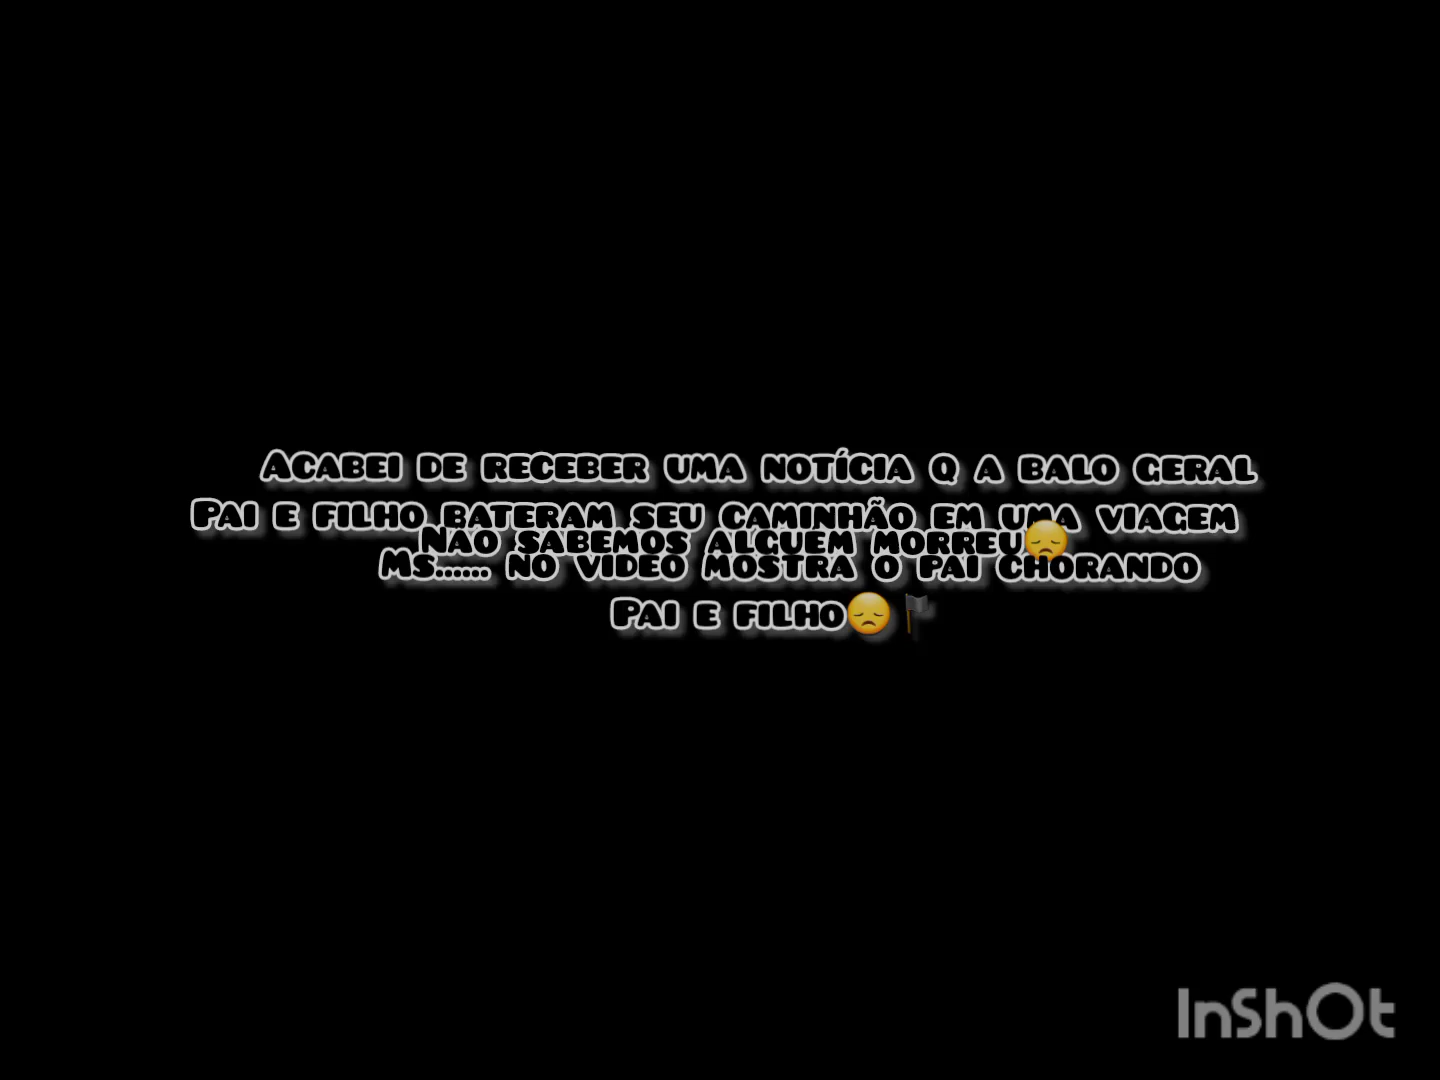 Acabei de receber uma notícia q a balo geral
Pai e filho bateram seu caminhão em uma viagem
Não sabemos alguem morreu😞
Ms...... no video mostra o pai chorando
Pai e filho😞🏴
InShOt